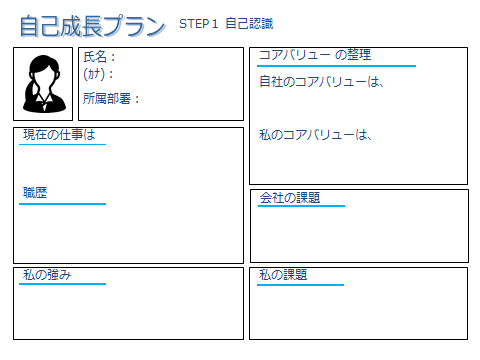 自己成長プラン STEP１ 自己認識
氏名：
(ｶﾅ)：
所属部署：
現在の仕事は
職歴
私の強み
コアバリュー の整理
自社のコアバリューは、
私のコアバリューは、
会社の課題
私の課題